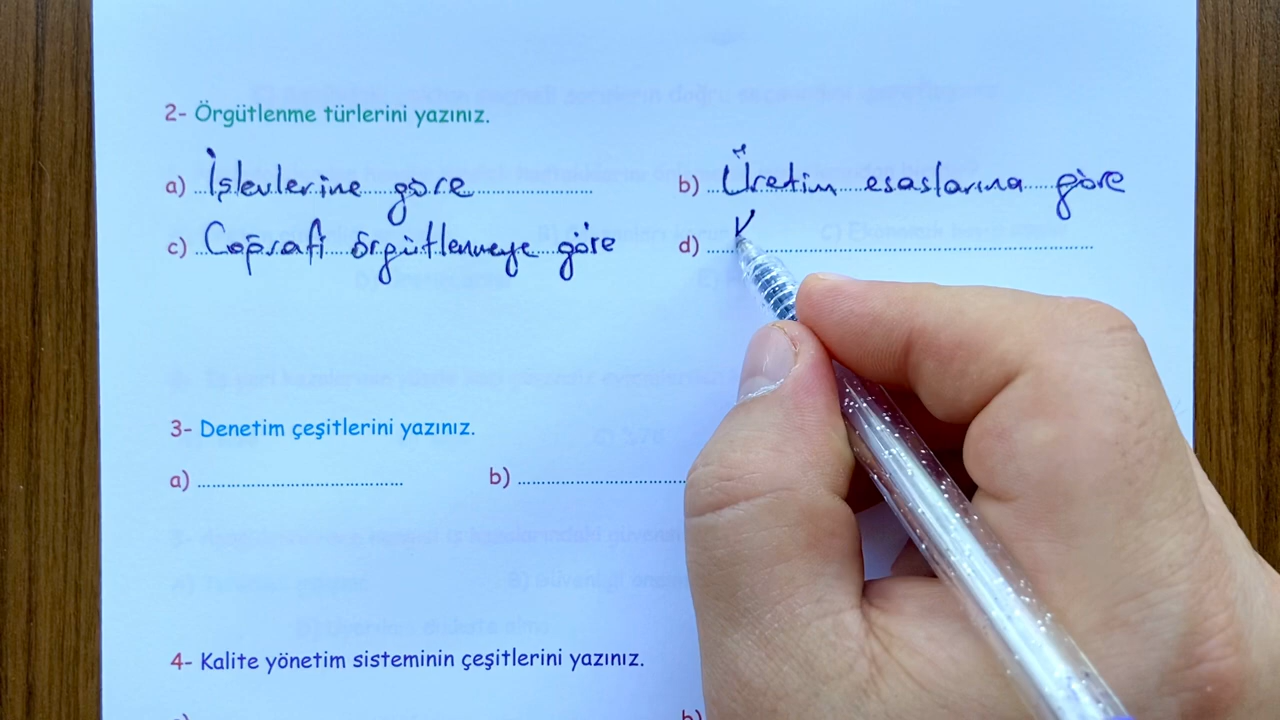 2- Örgütlenme türlerini yazınız.
a) İşlevlerine göre b) Üretim esaslarına göre
c) Coğrafi örgütlenmeye göre d)
3- Denetim çeşitlerini yazınız.
a) b)
4- Kalite yönetim sisteminin çeşitlerini yazınız.